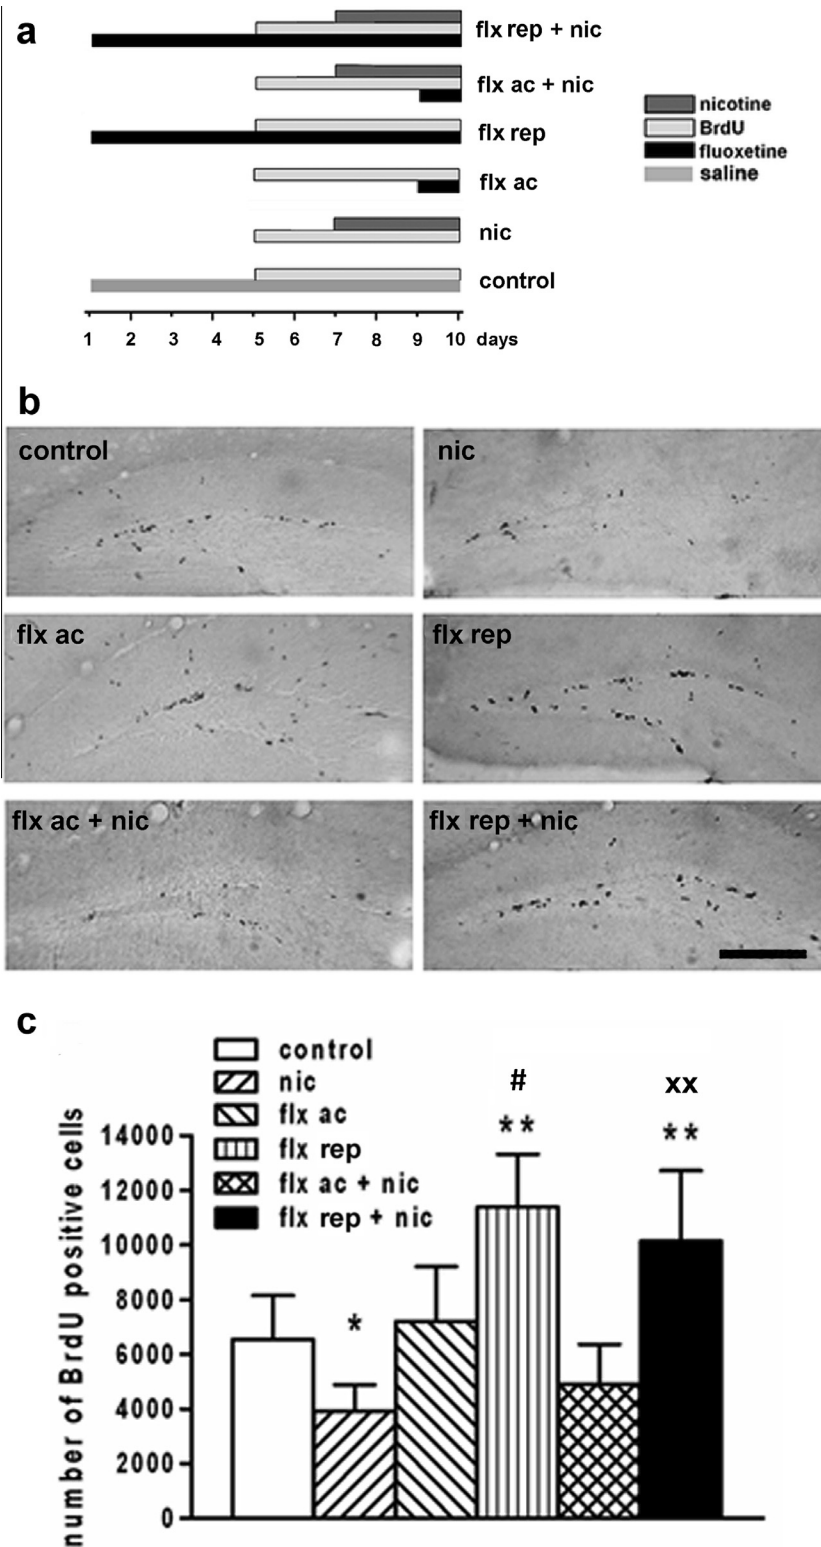 a
flx rep + nic
flx ac + nic
flx rep
flx ac
nic
control
nicotine
BrdU
fluoxetine
saline
1 2 3 4 5 6 7 8 9 10 days
b
control
nic
flx ac
flx rep
flx ac + nic
flx rep + nic
c
control
nic
flx ac
flx rep
flx ac + nic
flx rep + nic
number of BrdU positive cells
14000
12000
10000
8000
6000
4000
2000
0
*
#
**
xx
**